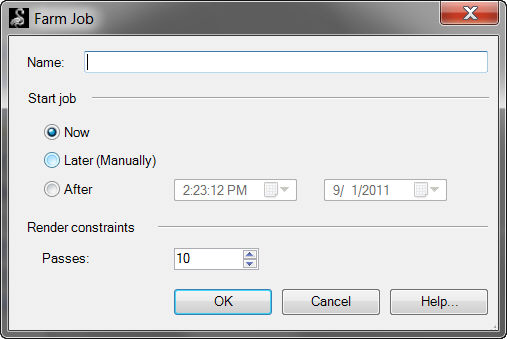 Farm Job
Name:
Start job
Now
Later (Manually)
After 2:23:12 PM 9/ 1/2011
Render constraints
Passes: 10
OK Cancel Help...